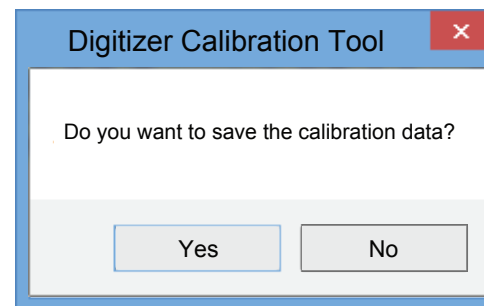 Digitizer Calibration Tool
Do you want to save the calibration data?
Yes
No